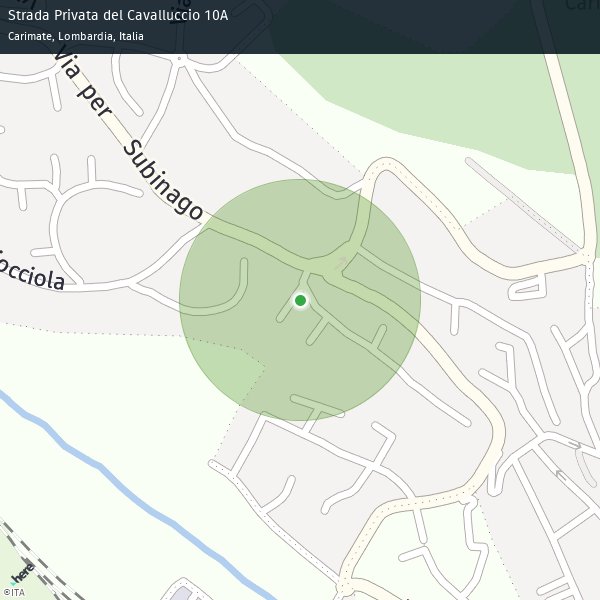 Strada Privata del Cavalluccio 10A
Carimate, Lombardia, Italia
Via per Subinago
occiola
here
©ITA